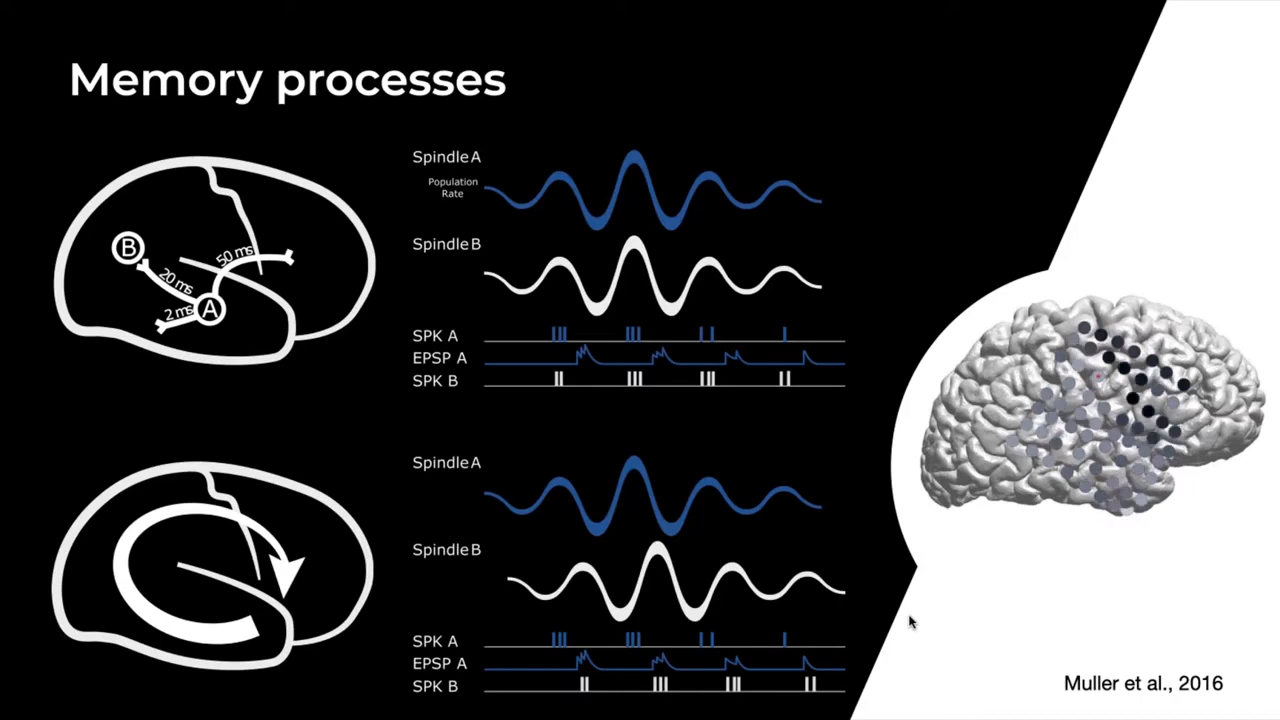 Memory processes
Spindle A
Population
Rate
Spindle B
B
50 ms
20 ms
2 ms
A
SPK A
EPSP A
SPK B
Spindle A
Spindle B
SPK A
EPSP A
SPK B
Muller et al., 2016